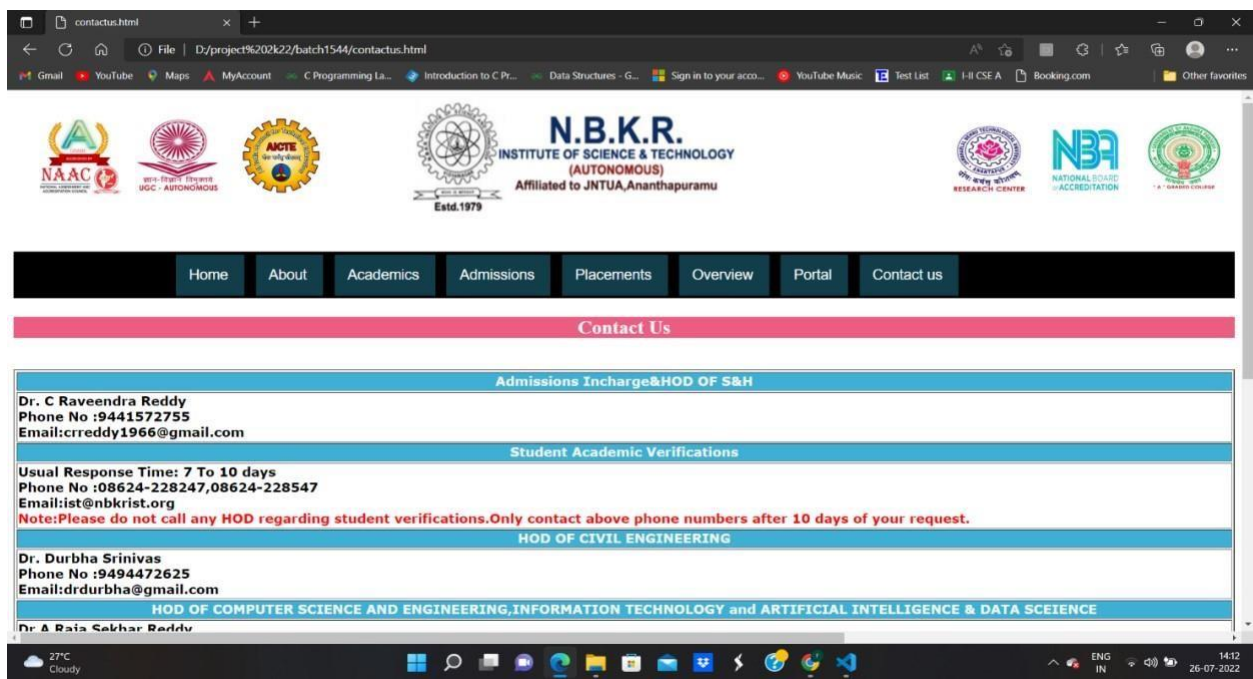 contactus.html
File | D:/project%202k22/batch1544/contactus.html
Gmail YouTube Maps MyAccount C Programming La... Introduction to C Pr... Data Structures - G... Sign in to your acco... YouTube Music Test List I-II CSE A Booking.com Other favorites
NAAC
UGC - AUTONOMOUS
AICTE
Estd.1979
N.B.K.R.
INSTITUTE OF SCIENCE & TECHNOLOGY
(AUTONOMOUS)
Affiliated to JNTUA,Ananthapuramu
RESEARCH CENTER
NBA
NATIONAL BOARD
OF ACCREDITATION
"A" GRADED COLLEGE
Home About Academics Admissions Placements Overview Portal Contact us
Contact Us
Admissions Incharge&HOD OF S&H
Dr. C Raveendra Reddy
Phone No :9441572755
Email:crreddy1966@gmail.com
Student Academic Verifications
Usual Response Time: 7 To 10 days
Phone No :08624-228247,08624-228547
Email:ist@nbkrist.org
Note:Please do not call any HOD regarding student verifications.Only contact above phone numbers after 10 days of your request.
HOD OF CIVIL ENGINEERING
Dr. Durbha Srinivas
Phone No :9494472625
Email:drdurbha@gmail.com
HOD OF COMPUTER SCIENCE AND ENGINEERING,INFORMATION TECHNOLOGY and ARTIFICIAL INTELLIGENCE & DATA SCEIENCE
Dr A Raja Sekhar Reddy
27°C
Cloudy
ENG
IN
14:12
26-07-2022